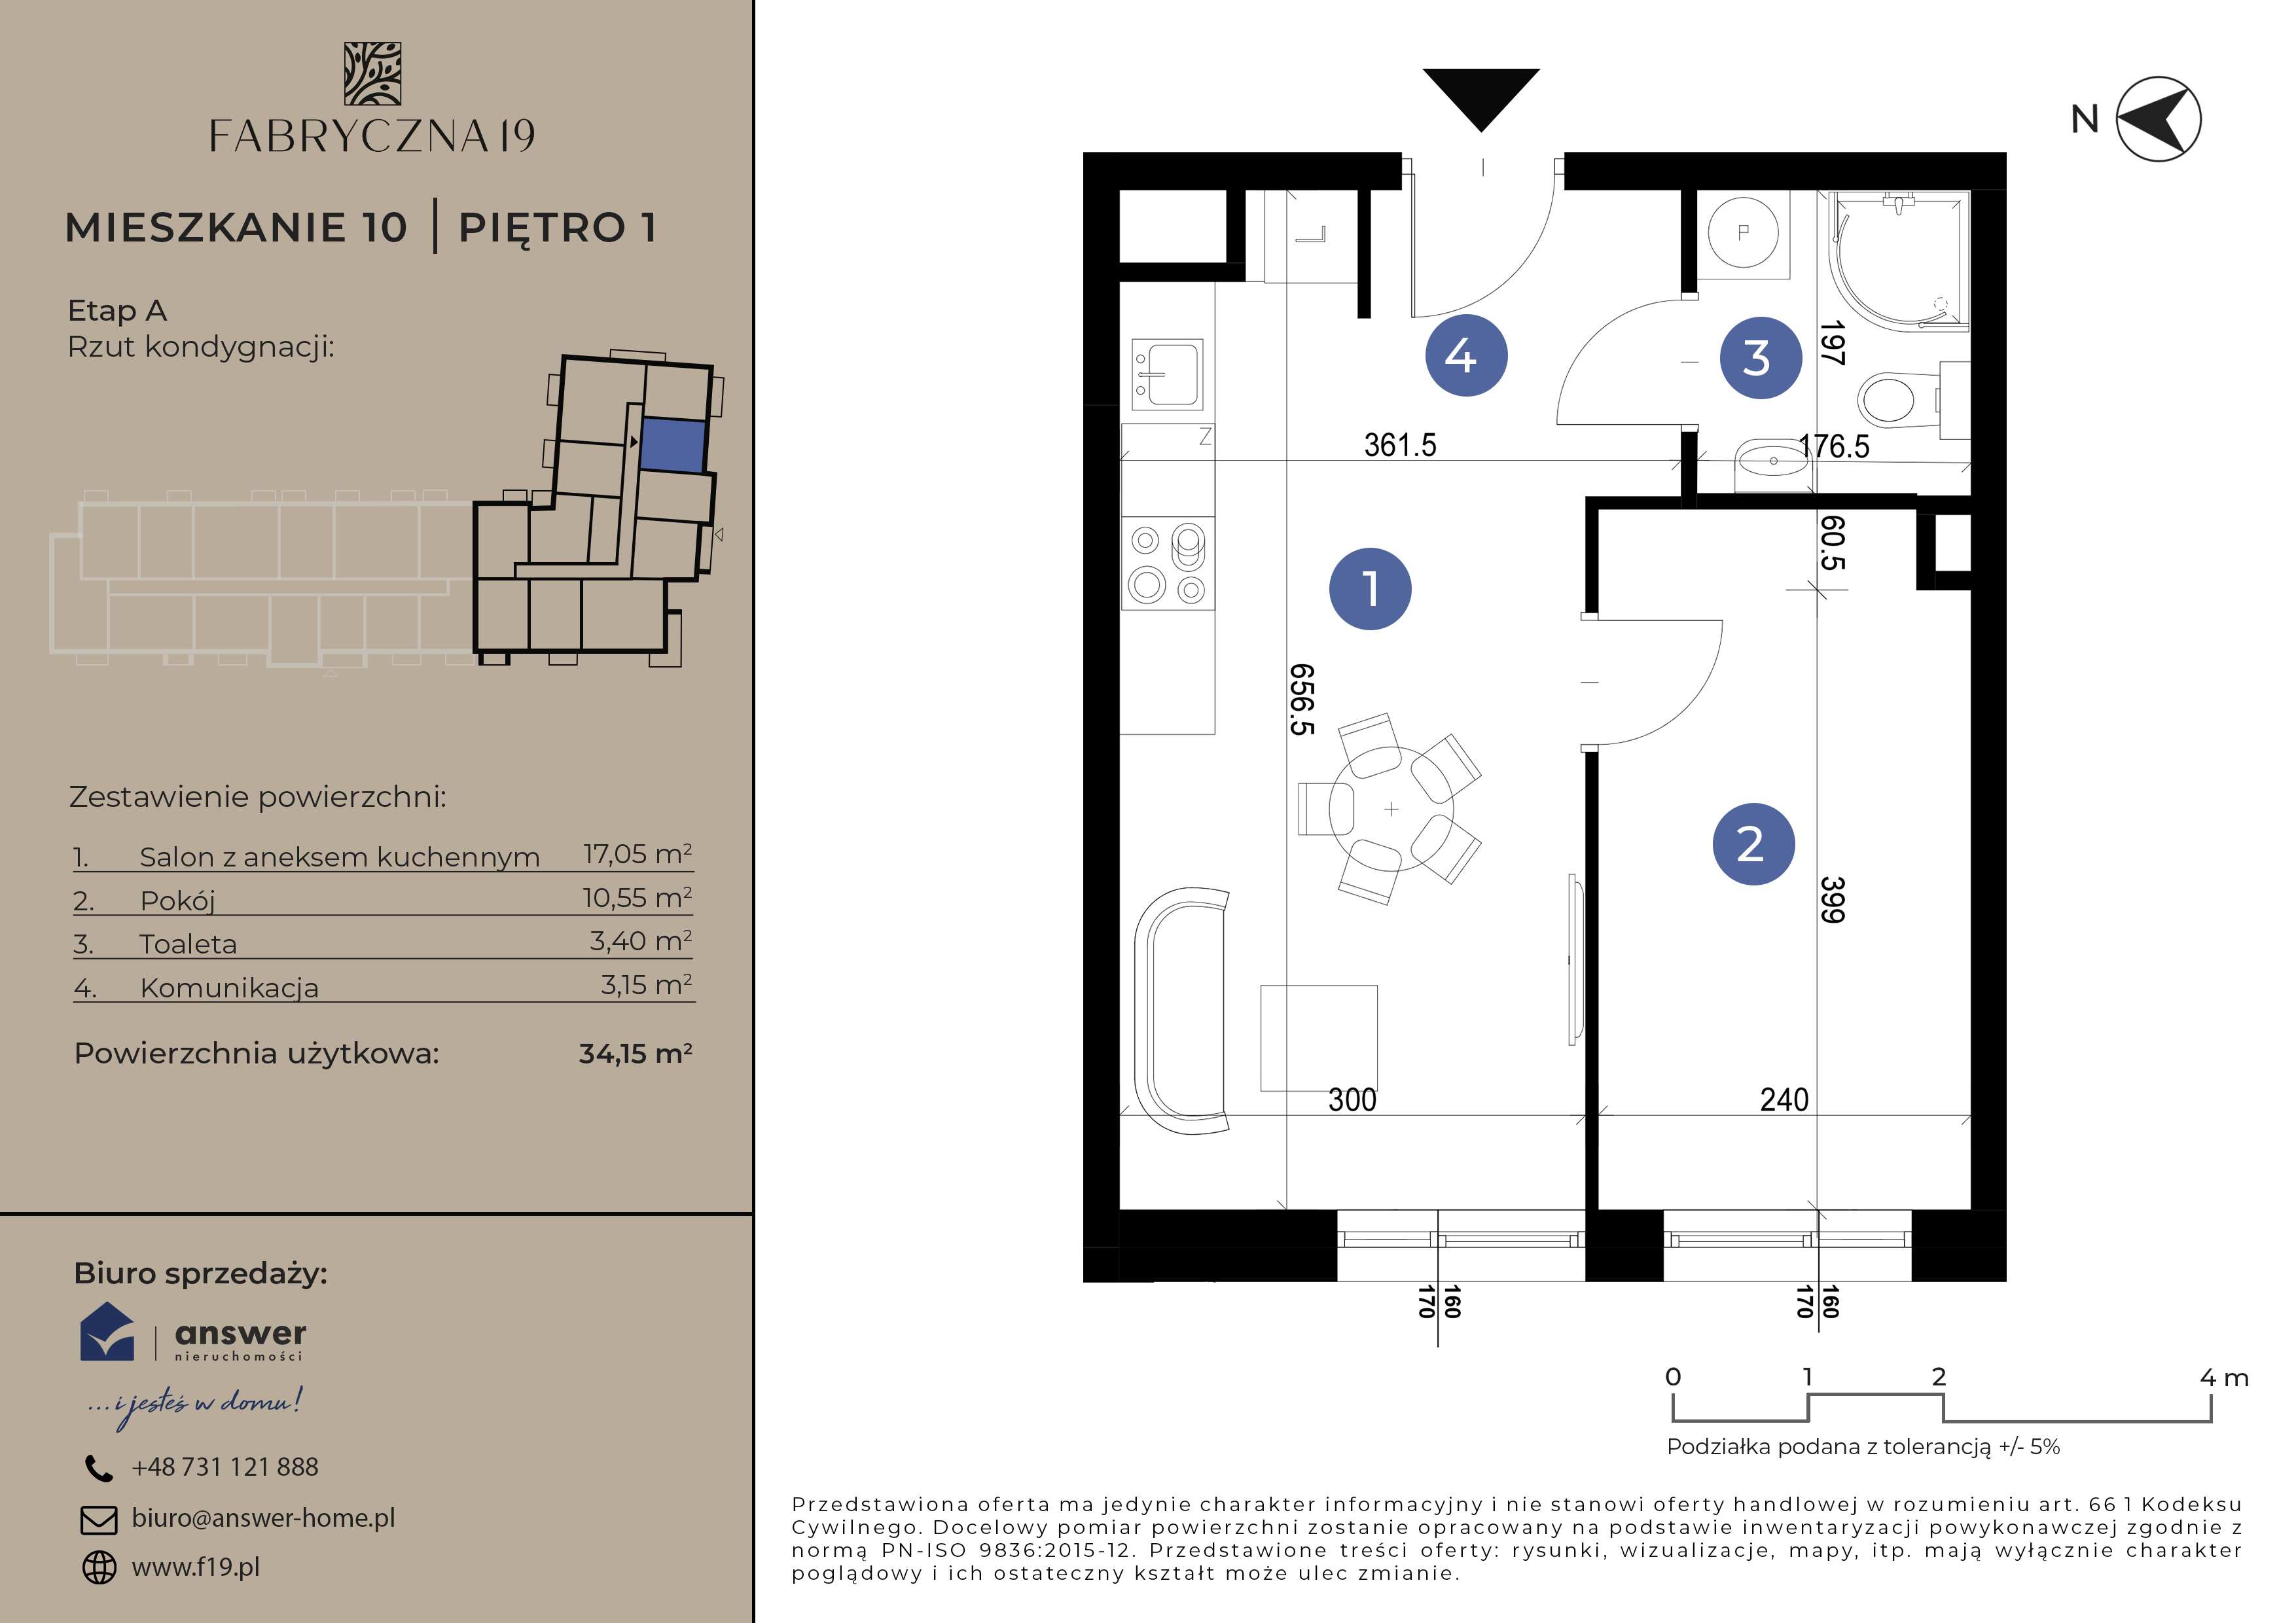 FABRYCZNA 19
MIESZKANIE 10 | PIĘTRO 1
Etap A
Rzut kondygnacji:
Zestawienie powierzchni:
1. Salon z aneksem kuchennym 17,05 m²
2. Pokój 10,55 m²
3. Toaleta 3,40 m²
4. Komunikacja 3,15 m²
Powierzchnia użytkowa: 34,15 m²
Biuro sprzedaży:
answer
nieruchomości
...i jesteś w domu!
+48 731 121 888
biuro@answer-home.pl
www.f19.pl
N
L
P
4
3
197
361.5
176.5
Z
60.5
1
656.5
2
399
300
240
170
160
170
160
0 1 2 4 m
Podziałka podana z tolerancją +/- 5%
Przedstawiona oferta ma jedynie charakter informacyjny i nie stanowi oferty handlowej w rozumieniu art. 66 1 Kodeksu
Cywilnego. Docelowy pomiar powierzchni zostanie opracowany na podstawie inwentaryzacji powykonawczej zgodnie z
normą PN-ISO 9836:2015-12. Przedstawione treści oferty: rysunki, wizualizacje, mapy, itp. mają wyłącznie charakter
poglądowy i ich ostateczny kształt może ulec zmianie.